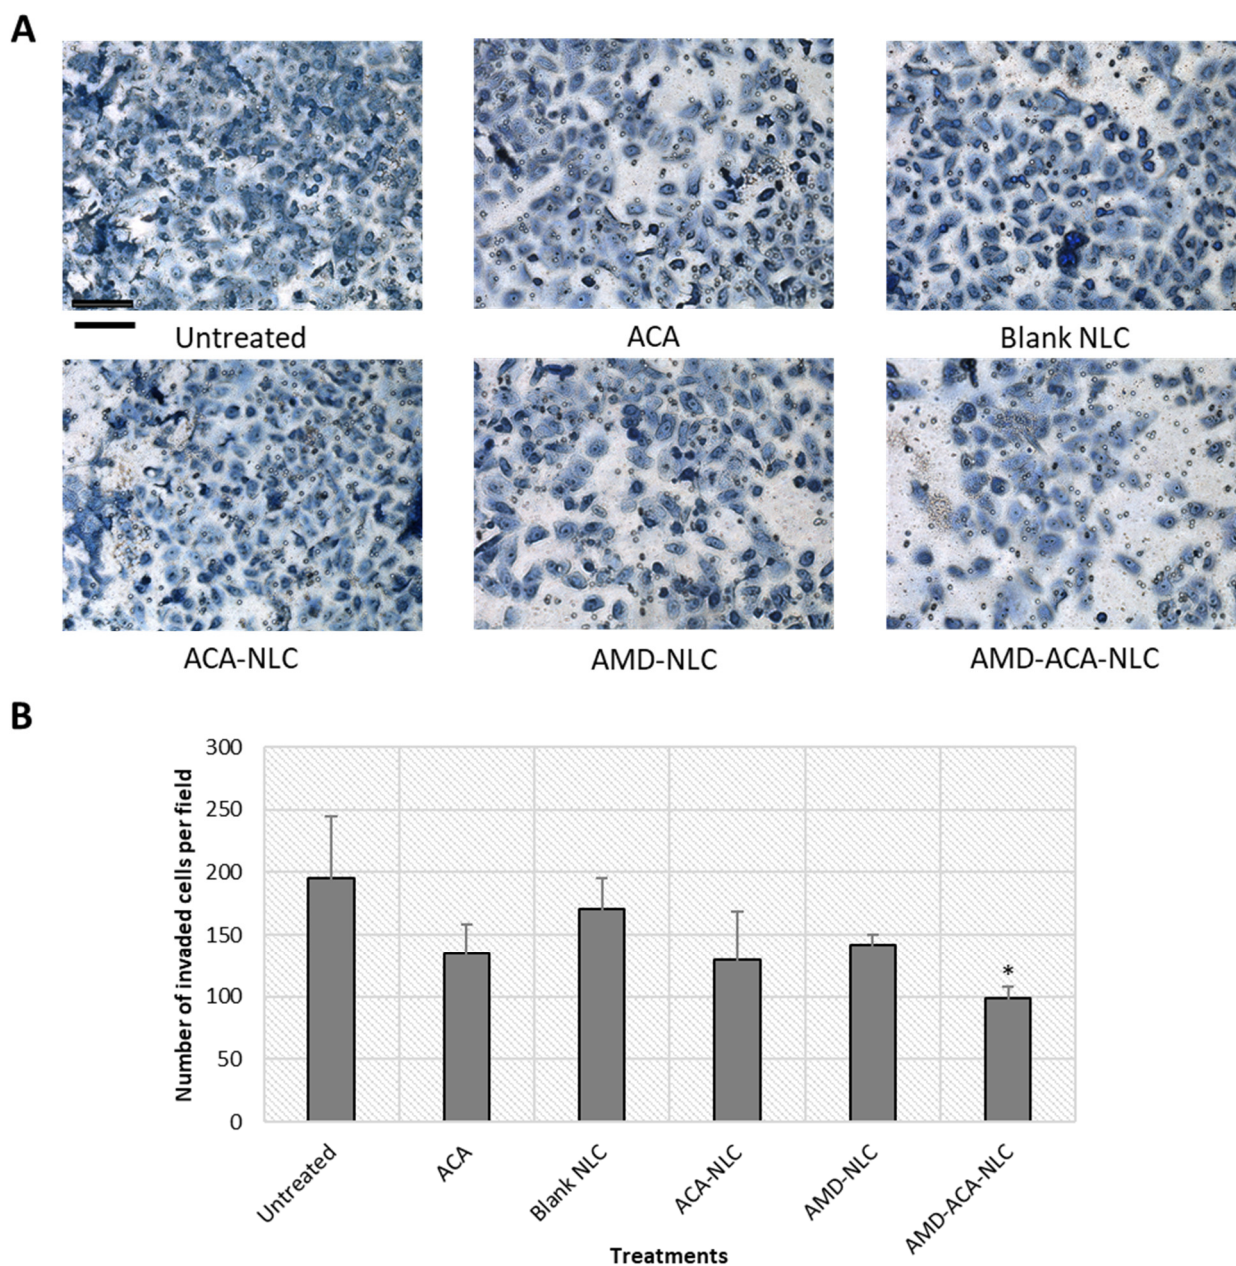 A
Untreated
ACA
Blank NLC
ACA-NLC
AMD-NLC
AMD-ACA-NLC
B
Number of invaded cells per field
300
250
200
150
100
50
0
*
Untreated
ACA
Blank NLC
ACA-NLC
AMD-NLC
AMD-ACA-NLC
Treatments